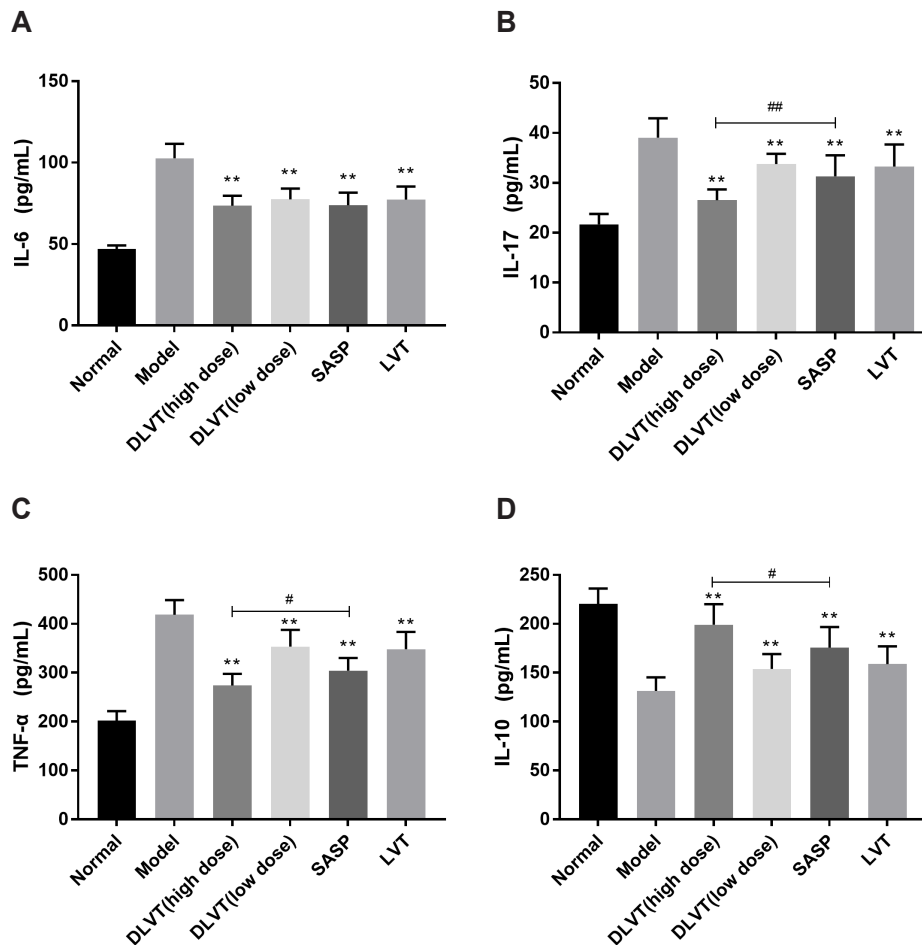 A
IL-6 (pg/mL)
150
100
50
0
**
**
**
**
Normal
Model
DLVT(high dose)
DLVT(low dose)
SASP
LVT
B
IL-17 (pg/mL)
50
40
30
20
10
0
##
**
**
**
**
Normal
Model
DLVT(high dose)
DLVT(low dose)
SASP
LVT
C
TNF-α (pg/mL)
500
400
300
200
100
0
#
**
**
**
**
Normal
Model
DLVT(high dose)
DLVT(low dose)
SASP
LVT
D
IL-10 (pg/mL)
250
200
150
100
50
0
#
**
**
**
**
Normal
Model
DLVT(high dose)
DLVT(low dose)
SASP
LVT